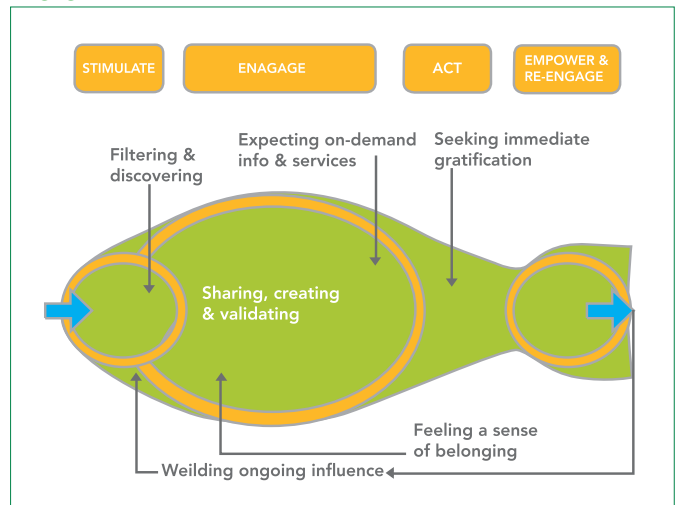 STIMULATE
ENAGAGE
ACT
EMPOWER &
RE-ENGAGE
Filtering &
discovering
Expecting on-demand
info & services
Seeking immediate
gratification
Sharing, creating
& validating
Feeling a sense
of belonging
Weilding ongoing influence